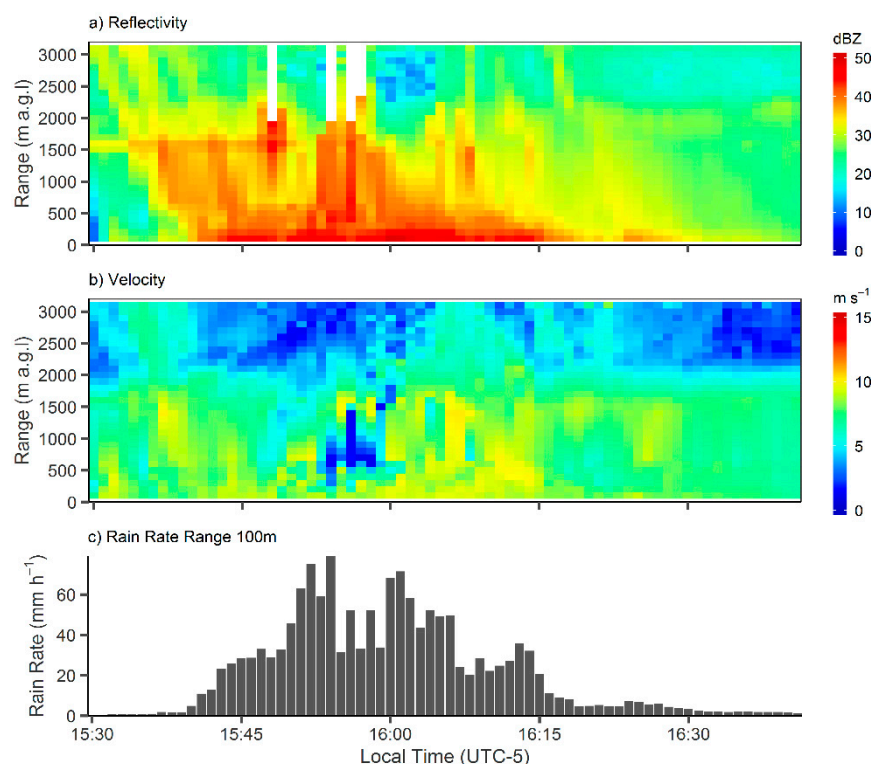 a) Reflectivity
dBZ
Range (m a.g.l)
3000
2500
2000
1500
1000
500
0
50
40
30
20
10
0
b) Velocity
m s⁻¹
Range (m a.g.l)
3000
2500
2000
1500
1000
500
0
15
10
5
0
c) Rain Rate Range 100m
Rain Rate (mm h⁻¹)
60
40
20
0
15:30 15:45 16:00 16:15 16:30
Local Time (UTC-5)